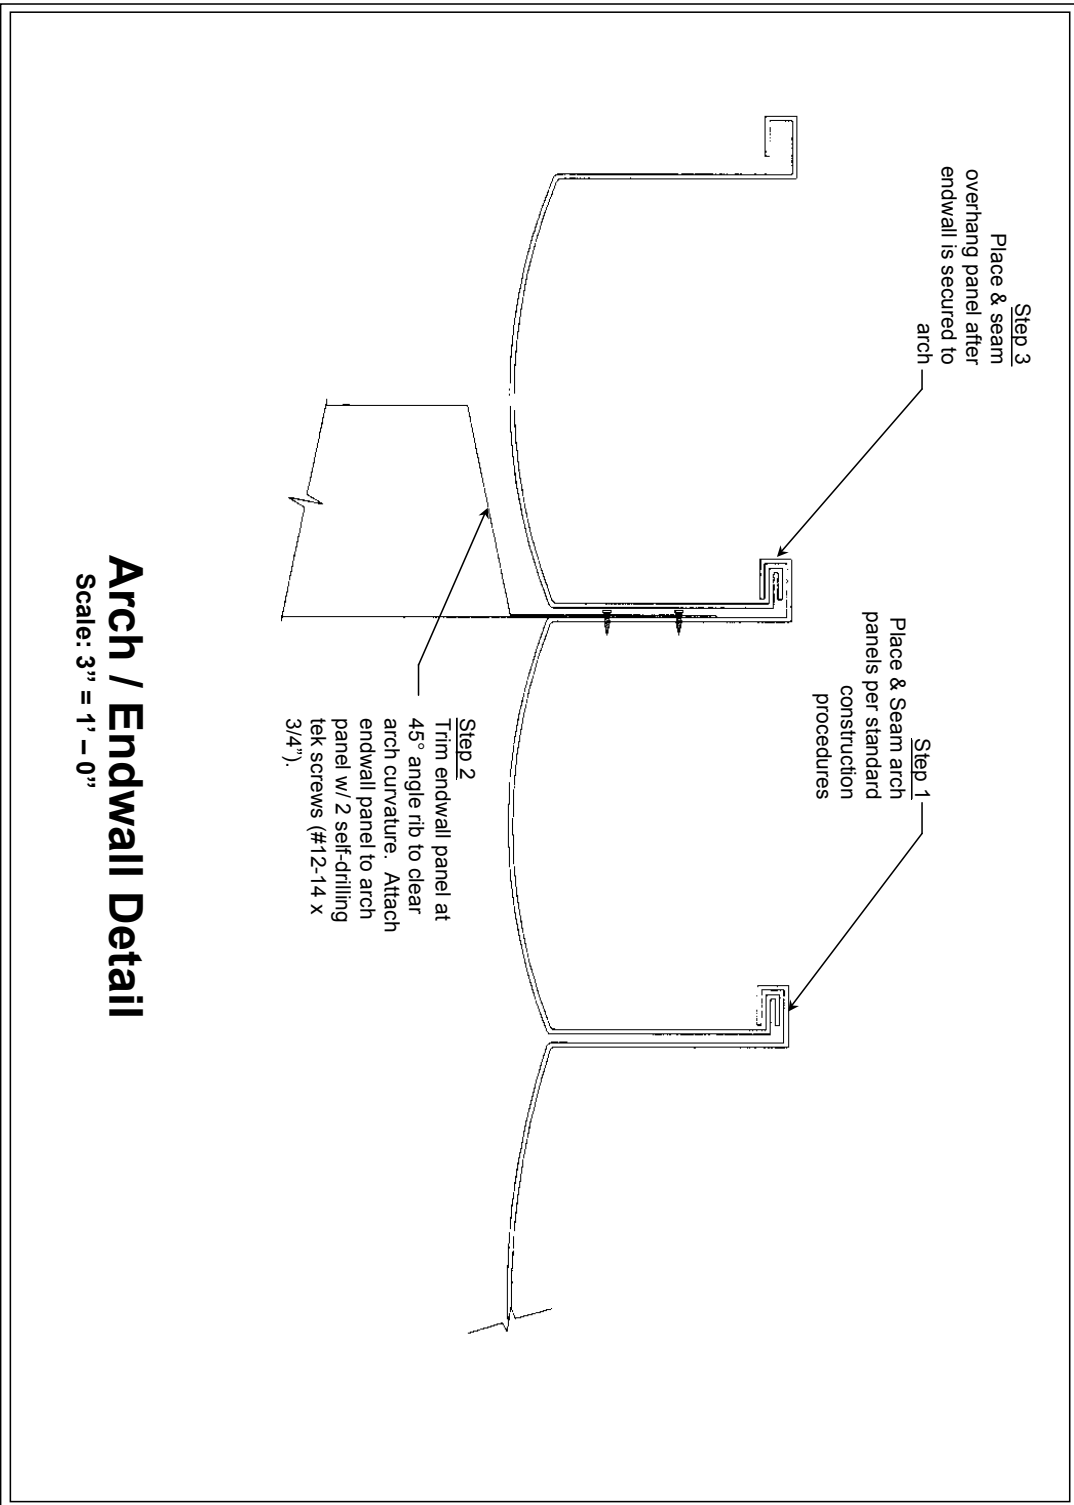 Step 3
Place & seam
overhang panel after
endwall is secured to
arch
Step 1
Place & Seam arch
panels per standard
construction
procedures
Step 2
Trim endwall panel at
45° angle rib to clear
arch curvature.  Attach
endwall panel to arch
panel w/ 2 self-drilling
tek screws (#12-14 x
3/4”).
Arch / Endwall Detail
Scale: 3” = 1’ – 0”